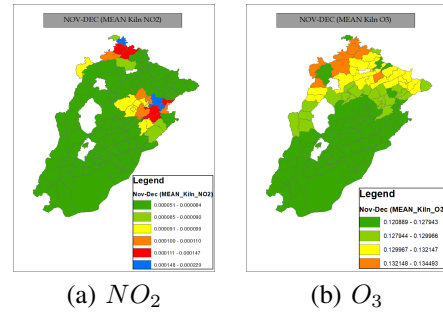 NOV-DEC (MEAN Kiln NO2)
Legend
Nov-Dec (MEAN_Kiln_NO2)
0.000051 - 0.000084
0.000085 - 0.000090
0.000091 - 0.000099
0.000100 - 0.000110
0.000111 - 0.000147
0.000148 - 0.000229
(a) NO2
NOV-DEC (MEAN Kiln O3)
Legend
Nov-Dec (MEAN_Kiln_O3
0.120889 - 0.127943
0.127944 - 0.129966
0.129967 - 0.132147
0.132148 - 0.134493
(b) O3